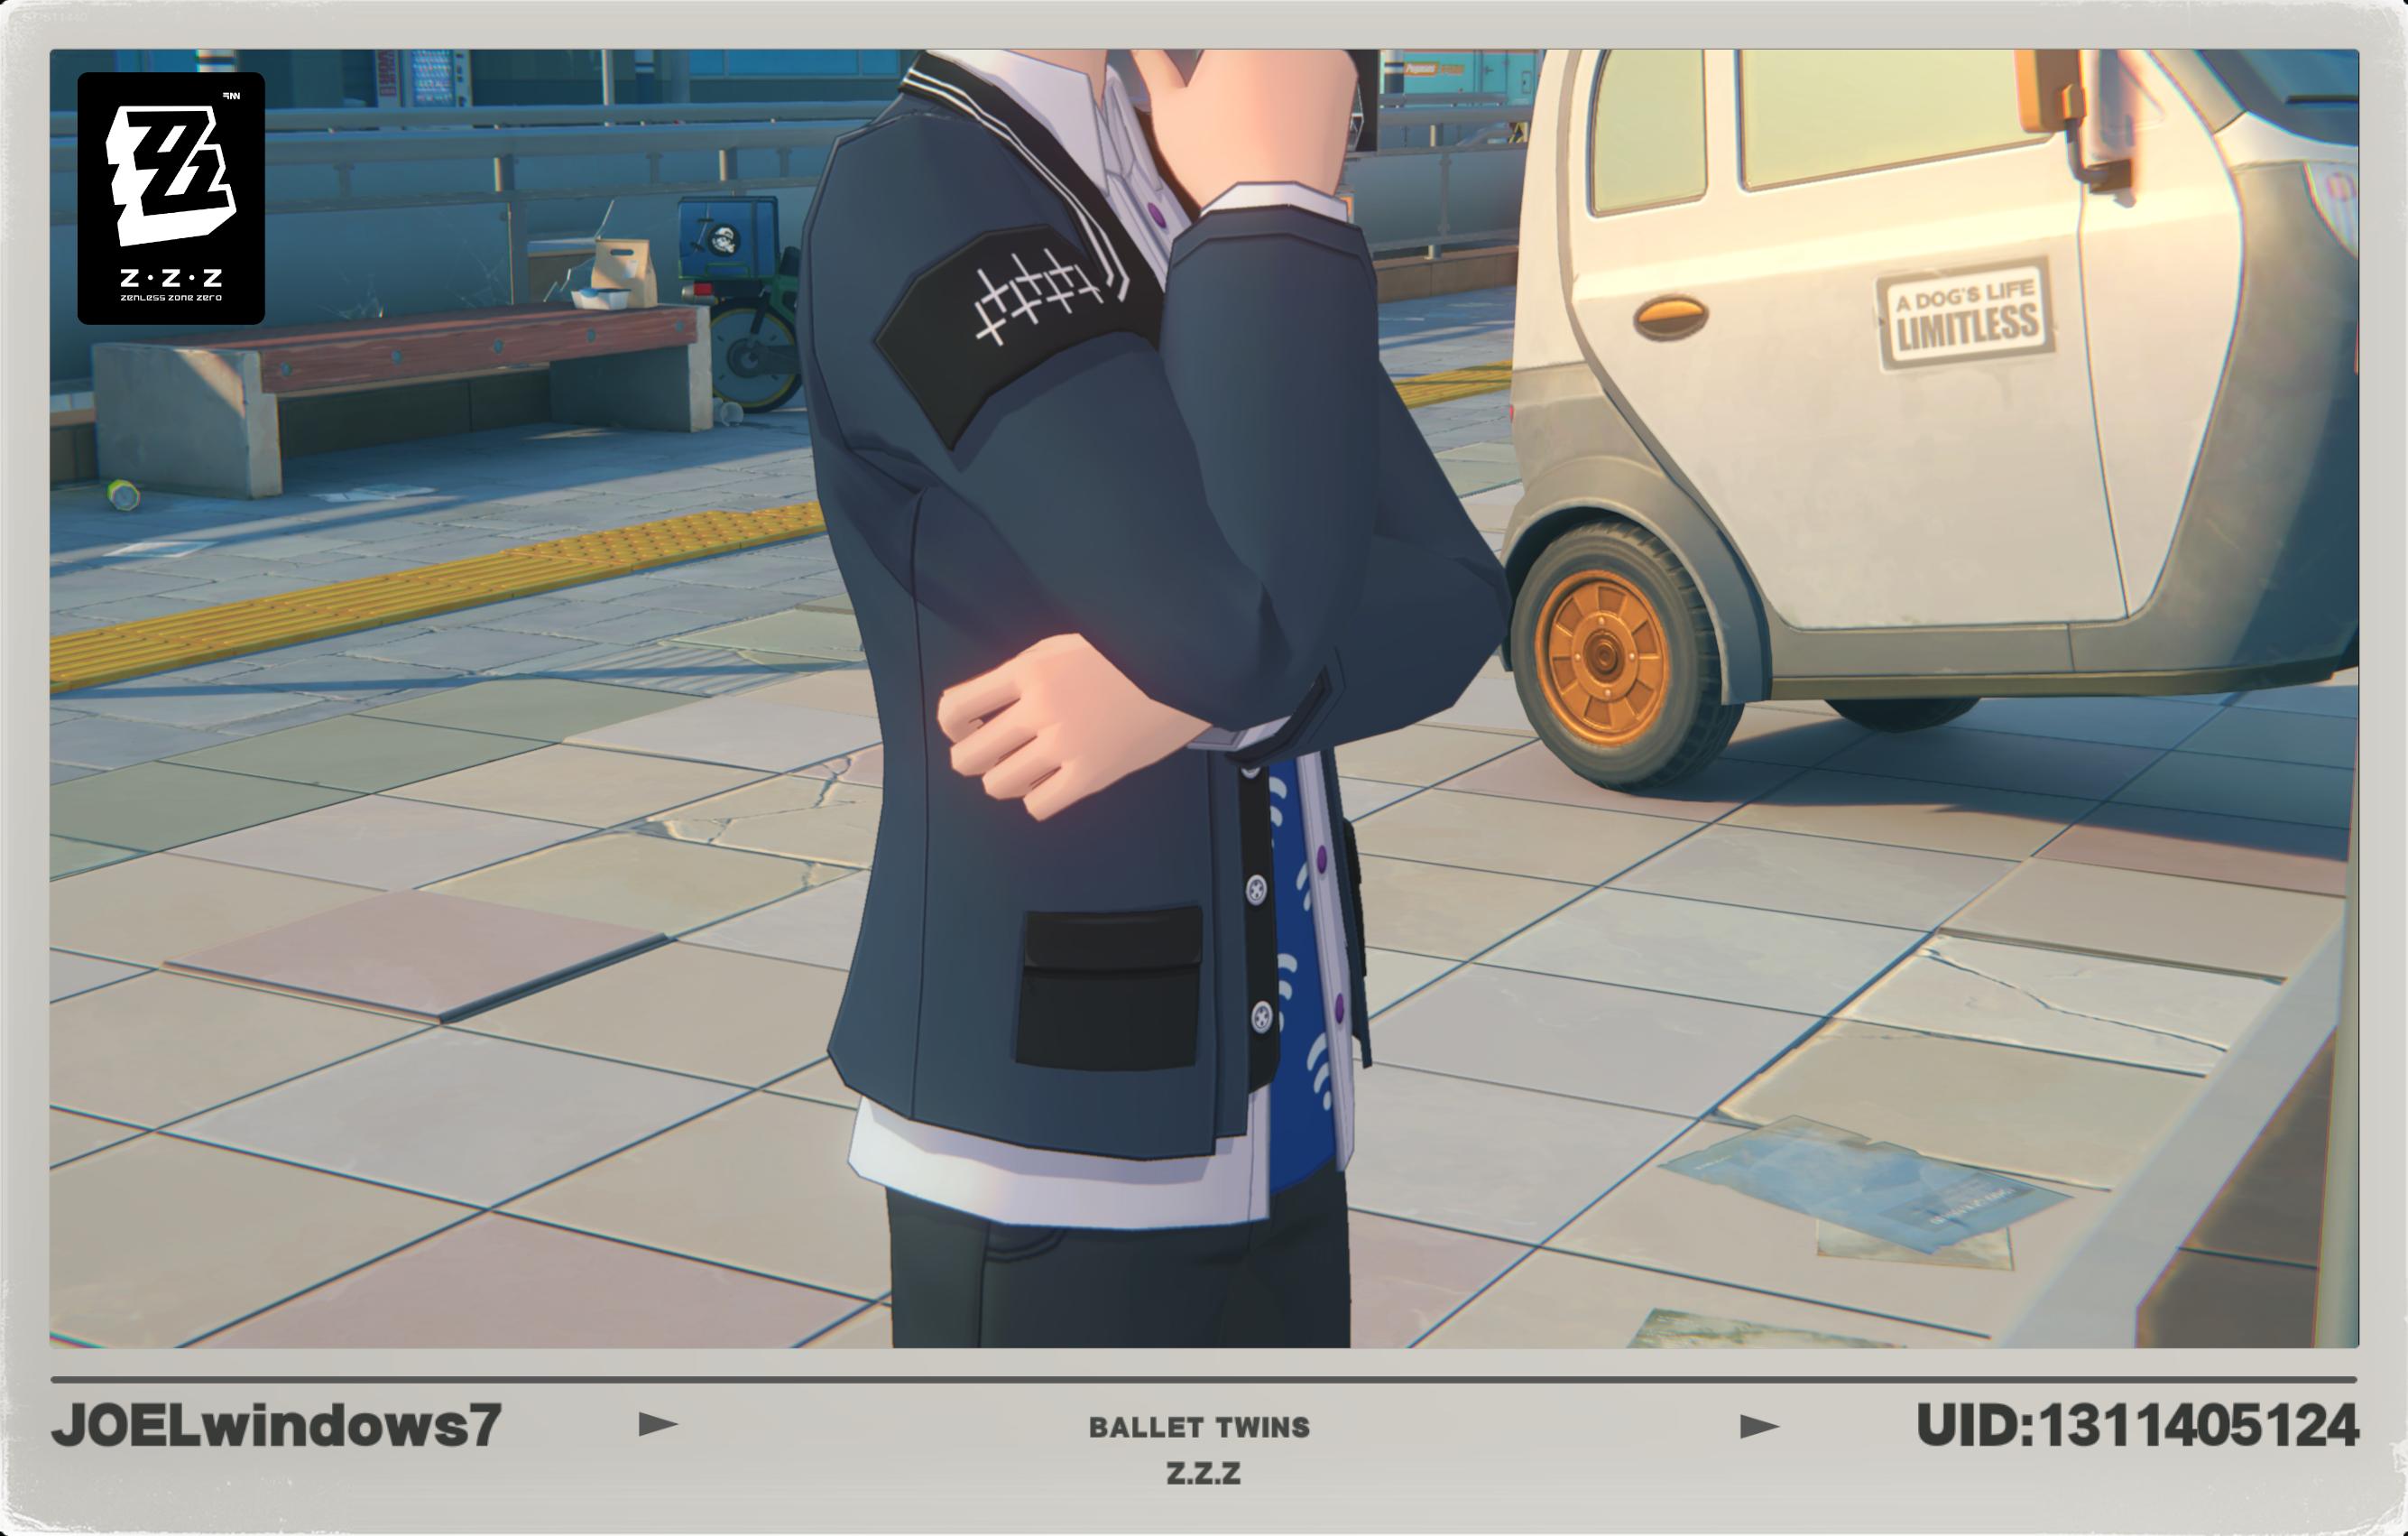 Z·Z·Z
ZENLESS ZONE ZERO
A DOG'S LIFE
LIMITLESS
JOELwindows7
BALLET TWINS
Z.Z.Z
UID:1311405124